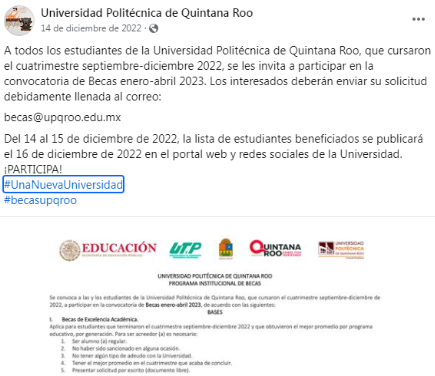 Universidad Politécnica de Quintana Roo
14 de diciembre de 2022 ·
A todos los estudiantes de la Universidad Politécnica de Quintana Roo, que cursaron
el cuatrimestre septiembre-diciembre 2022, se les invita a participar en la
convocatoria de Becas enero-abril 2023. Los interesados deberán enviar su solicitud
debidamente llenada al correo:
becas@upqroo.edu.mx
Del 14 al 15 de diciembre de 2022, la lista de estudiantes beneficiados se publicará
el 16 de diciembre de 2022 en el portal web y redes sociales de la Universidad.
¡PARTICIPA!
#UnaNuevaUniversidad
#becasupqroo
EDUCACIÓN
UTP
QUINTANA
ROO
UNIVERSIDAD POLITÉCNICA DE QUINTANA ROO
PROGRAMA INSTITUCIONAL DE BECAS
Se convoca a las y los estudiantes de la Universidad Politécnica de Quintana Roo, que cursaron el cuatrimestre septiembre-diciembre de
2022, a participar en la convocatoria de Becas enero-abril 2023, de acuerdo con las siguientes:
BASES
I. Becas de Excelencia Académica.
Aplica para estudiantes que terminaron el cuatrimestre septiembre-diciembre 2022 y que obtuvieron el mejor promedio por programa
educativo, por generación. Para ser acreedor (a) es necesario:
1. Ser alumno (a) regular.
2. No haber sido sancionado en alguna ocasión.
3. No tener algún tipo de adeudo con la Universidad.
4. Tener el mejor promedio en el cuatrimestre que acaba de concluir.
5. Presentar solicitud por escrito (documento libre).